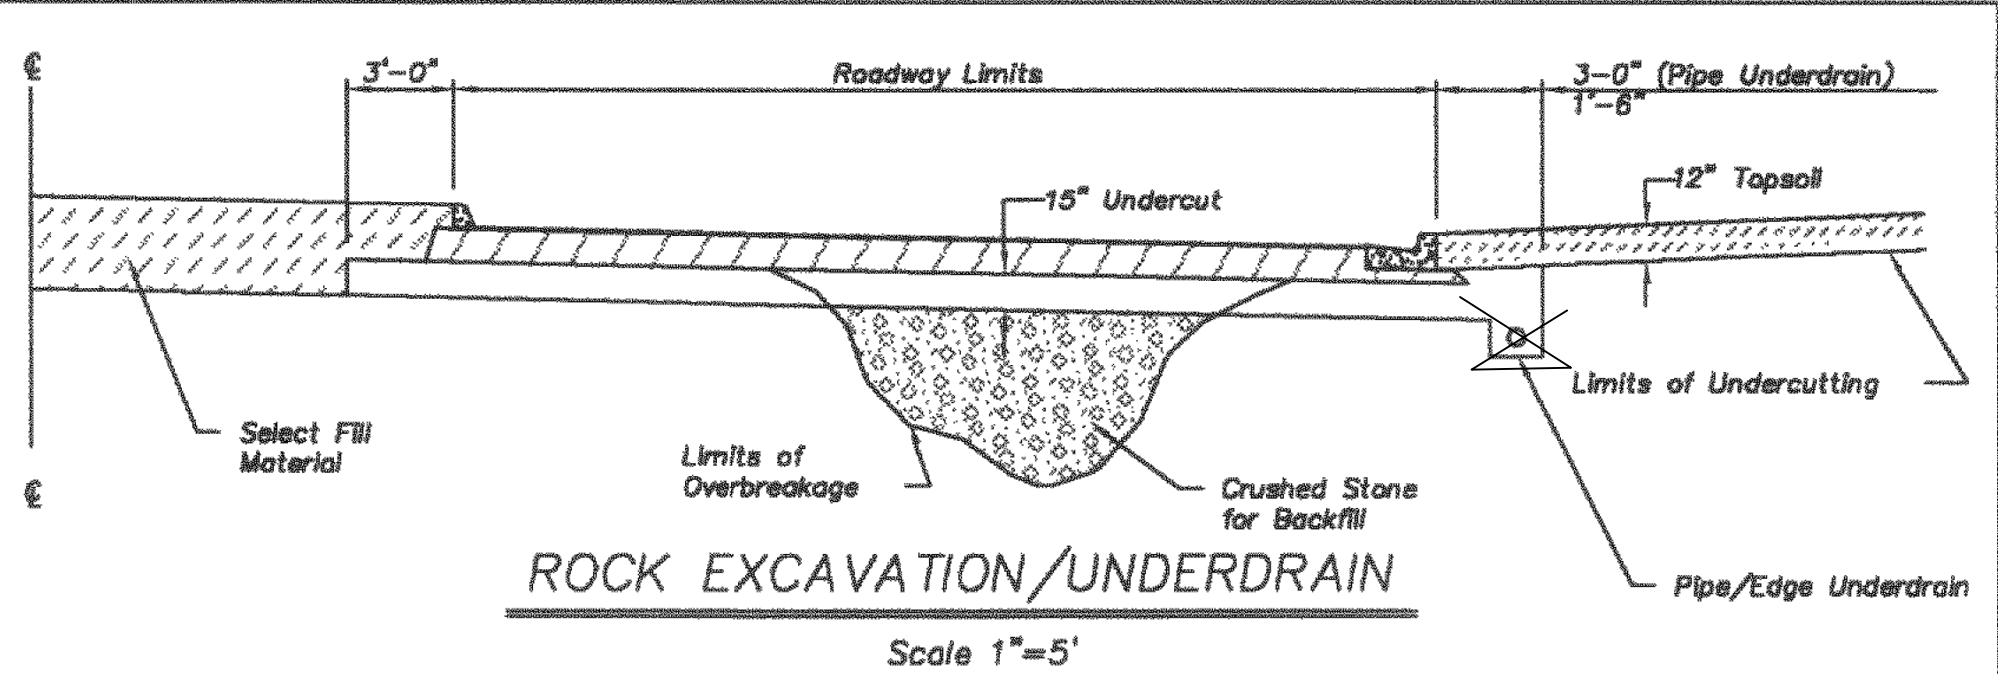 ℄
3'-0"
Roadway Limits
3-0" (Pipe Underdrain)
1'-6"
12" Topsoil
15" Undercut
Limits of Undercutting
Select Fill
Material
℄
Limits of
Overbreakage
Crushed Stone
for Backfill
Pipe/Edge Underdrain
ROCK EXCAVATION/UNDERDRAIN
Scale 1"=5'